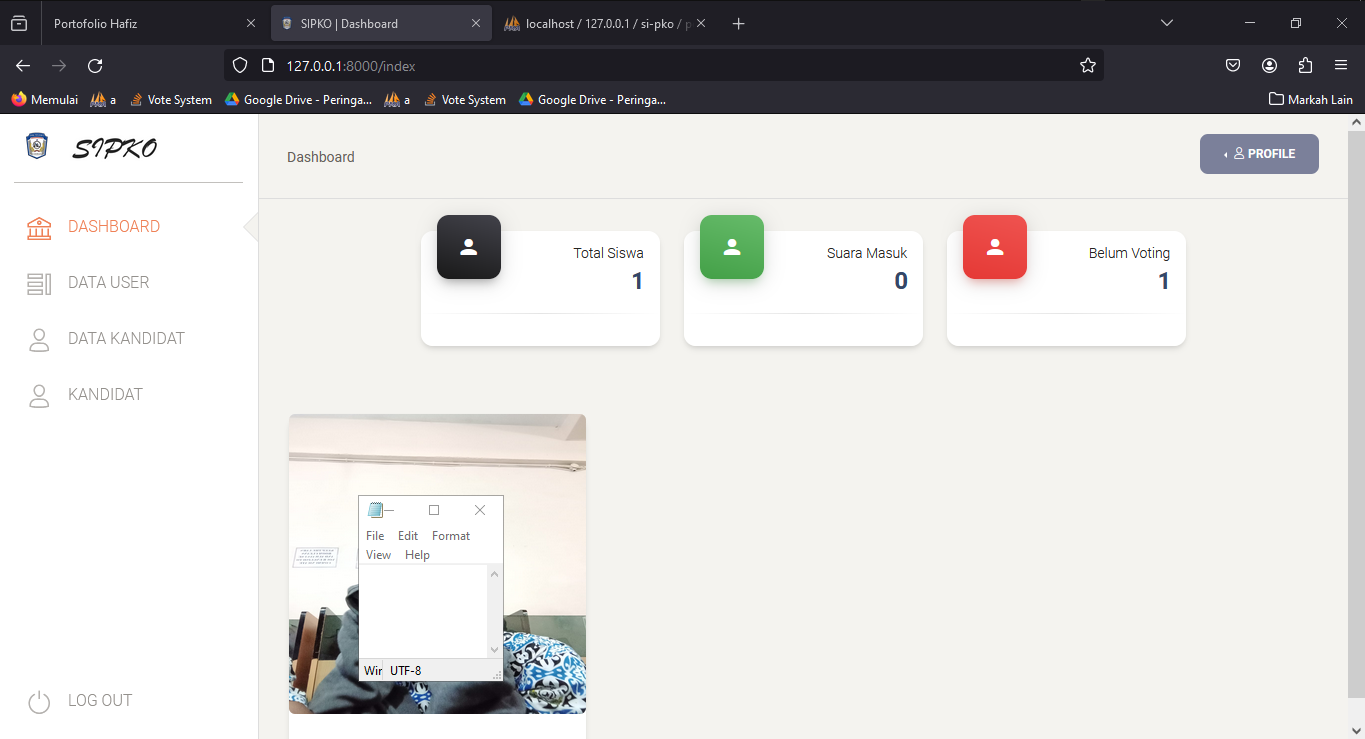 Portofolio Hafiz
SIPKO | Dashboard
localhost / 127.0.0.1 / si-pko / p
127.0.0.1:8000/index
Memulai
a
Vote System
Google Drive - Peringa...
a
Vote System
Google Drive - Peringa...
Markah Lain
SIPKO
Dashboard
PROFILE
DASHBOARD
DATA USER
DATA KANDIDAT
KANDIDAT
LOG OUT
Total Siswa
1
Suara Masuk
0
Belum Voting
1
File Edit Format
View Help
Wir UTF-8